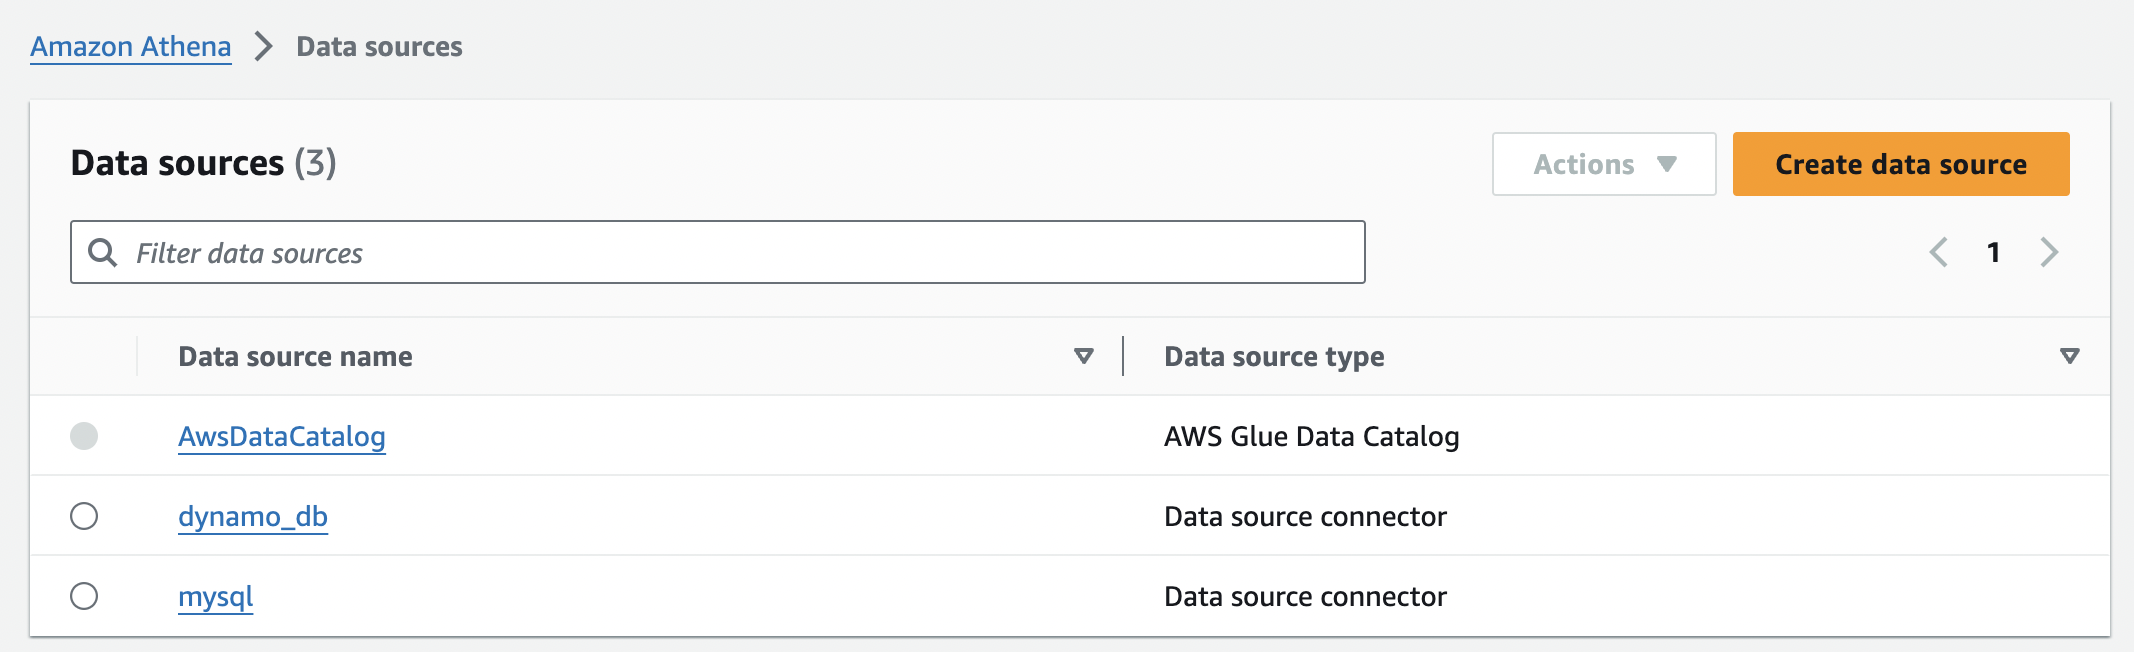 Amazon Athena > Data sources
Data sources (3)
Actions
Create data source
Filter data sources
1
Data source name
Data source type
AwsDataCatalog
AWS Glue Data Catalog
dynamo_db
Data source connector
mysql
Data source connector